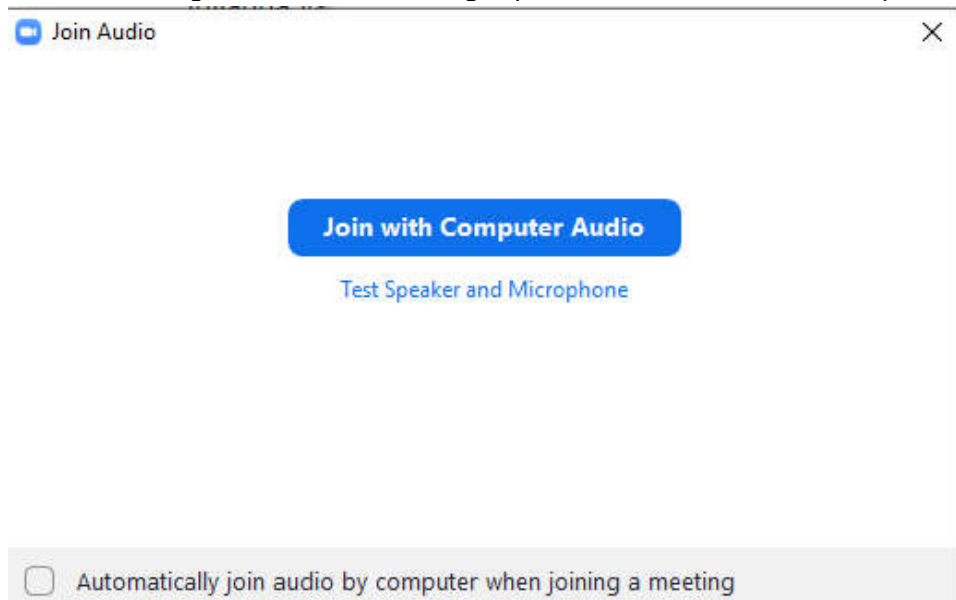 Join Audio
Join with Computer Audio
Test Speaker and Microphone
Automatically join audio by computer when joining a meeting